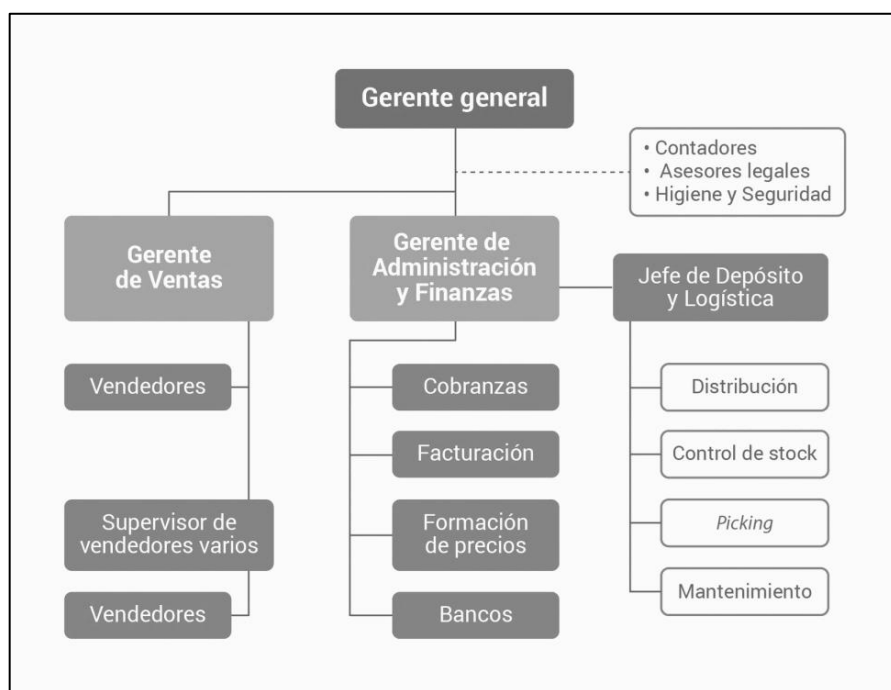 Gerente general
• Contadores
• Asesores legales
• Higiene y Seguridad
Gerente
de Ventas
Gerente de
Administración
y Finanzas
Jefe de Depósito
y Logística
Vendedores
Supervisor de
vendedores varios
Vendedores
Cobranzas
Facturación
Formación
de precios
Bancos
Distribución
Control de stock
Picking
Mantenimiento